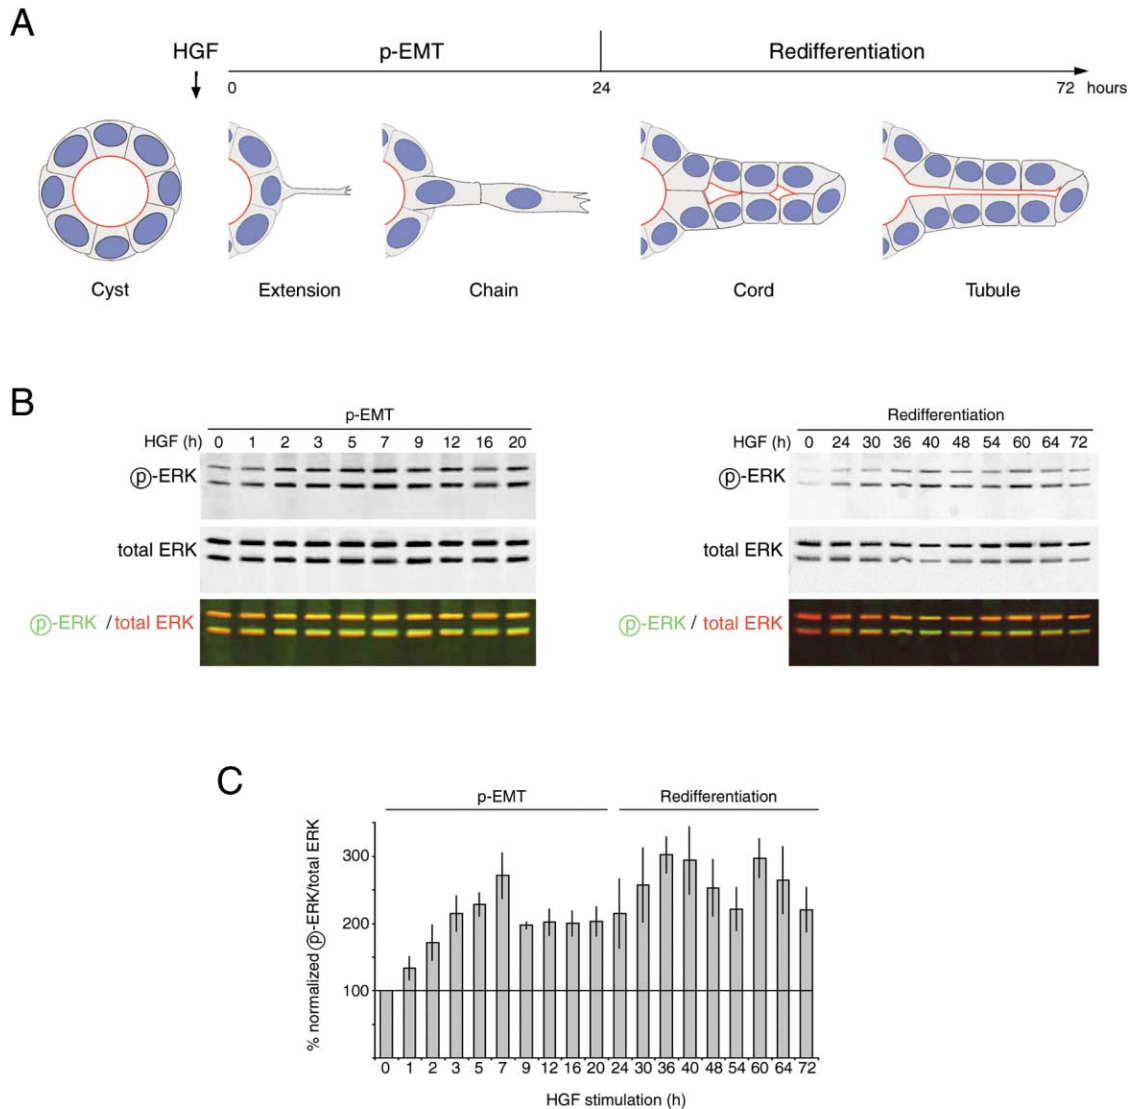 A
HGF p-EMT Redifferentiation
0 24 72 hours
Cyst Extension Chain Cord Tubule
B
p-EMT
HGF (h) 0 1 2 3 5 7 9 12 16 20
ⓟ-ERK
total ERK
ⓟ-ERK / total ERK
Redifferentiation
HGF (h) 0 24 30 36 40 48 54 60 64 72
ⓟ-ERK
total ERK
ⓟ-ERK / total ERK
C
p-EMT Redifferentiation
% normalized ⓟ-ERK/total ERK
300
200
100
0
0 1 2 3 5 7 9 12 16 20 24 30 36 40 48 54 60 64 72
HGF stimulation (h)